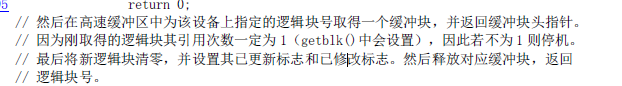 95 return 0;
// 然后在高速缓冲区中为该设备上指定的逻辑块号取得一个缓冲块，并返回缓冲块头指针。
// 因为刚取得的逻辑块其引用次数一定为 1（getblk()中会设置），因此若不为 1 则停机。
// 最后将新逻辑块清零，并设置其已更新标志和已修改标志。然后释放对应缓冲块，返回
// 逻辑块号。